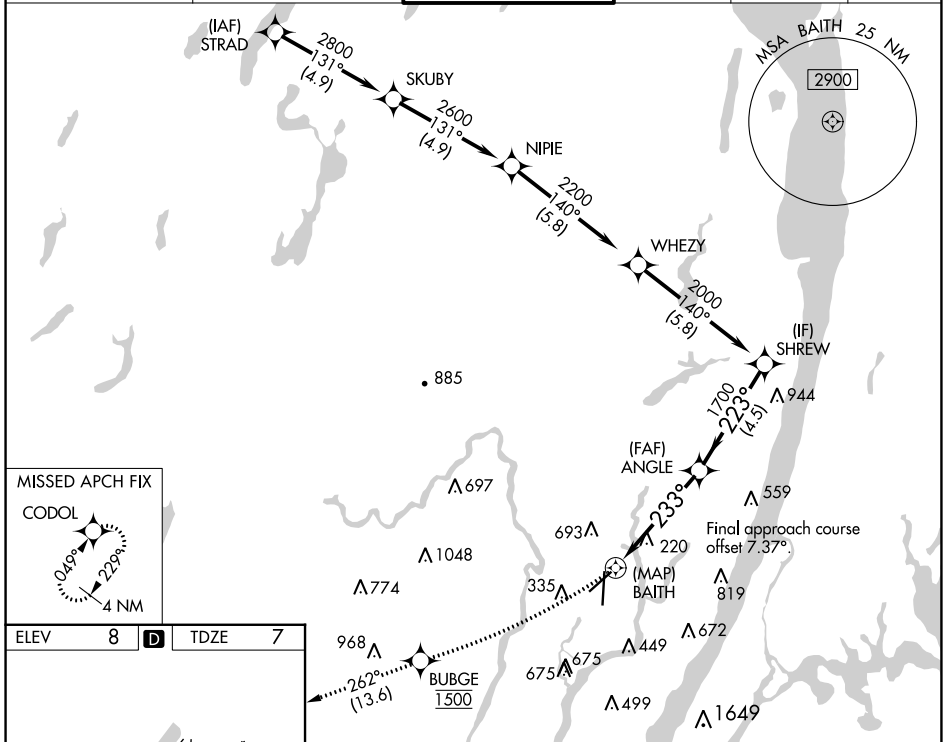 (IAF)
STRAD
2800
131°
(4.9)
SKUBY
2600
131°
(4.9)
NIPIE
2200
140°
(5.8)
WHEZY
2000
140°
(5.8)
(IF)
SHREW
MSA BAITH 25 NM
2900
885
944
1700
223°
(4.5)
(FAF)
ANGLE
233°
697
559
693
Final approach course
offset 7.37°.
220
1048
(MAP)
BAITH
774
335
819
MISSED APCH FIX
CODOL
049°
229°
4 NM
672
968
449
675
675
BUBGE
1500
262°
(13.6)
499
1649
ELEV 8 D TDZE 7